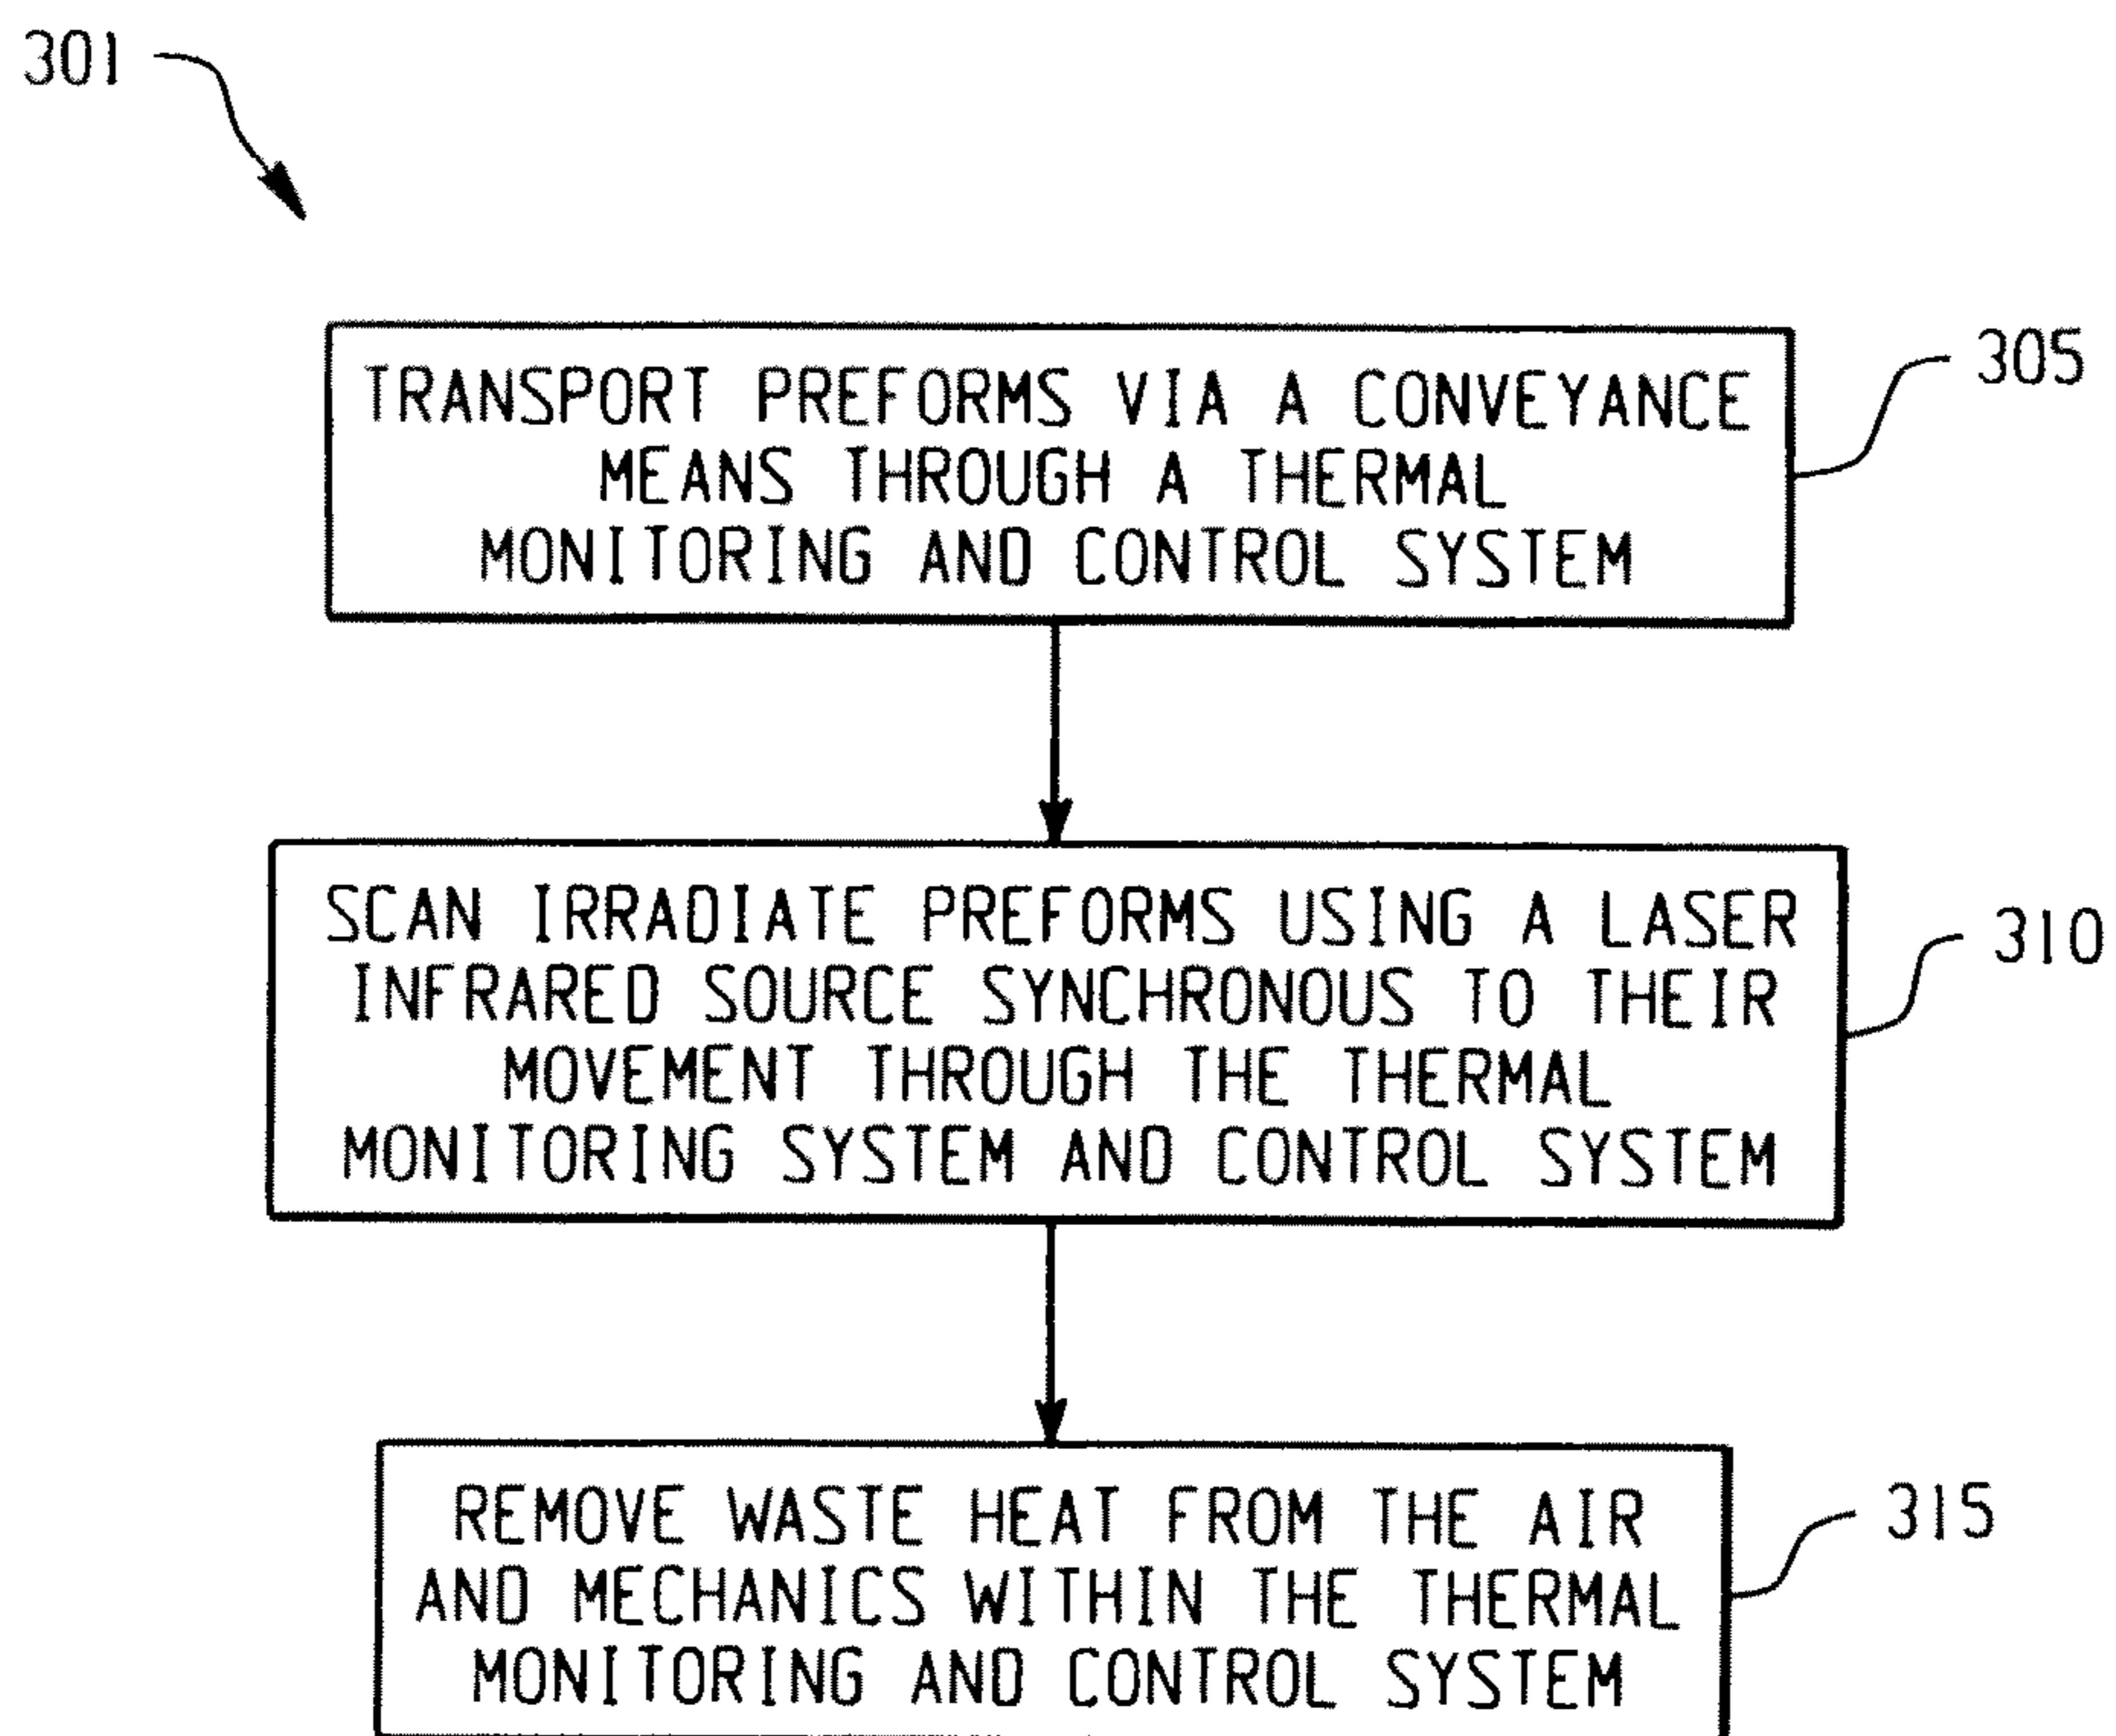 301
TRANSPORT PREFORMS VIA A CONVEYANCE
MEANS THROUGH A THERMAL
MONITORING AND CONTROL SYSTEM
305
SCAN IRRADIATE PREFORMS USING A LASER
INFRARED SOURCE SYNCHRONOUS TO THEIR
MOVEMENT THROUGH THE THERMAL
MONITORING SYSTEM AND CONTROL SYSTEM
310
REMOVE WASTE HEAT FROM THE AIR
AND MECHANICS WITHIN THE THERMAL
MONITORING AND CONTROL SYSTEM
315